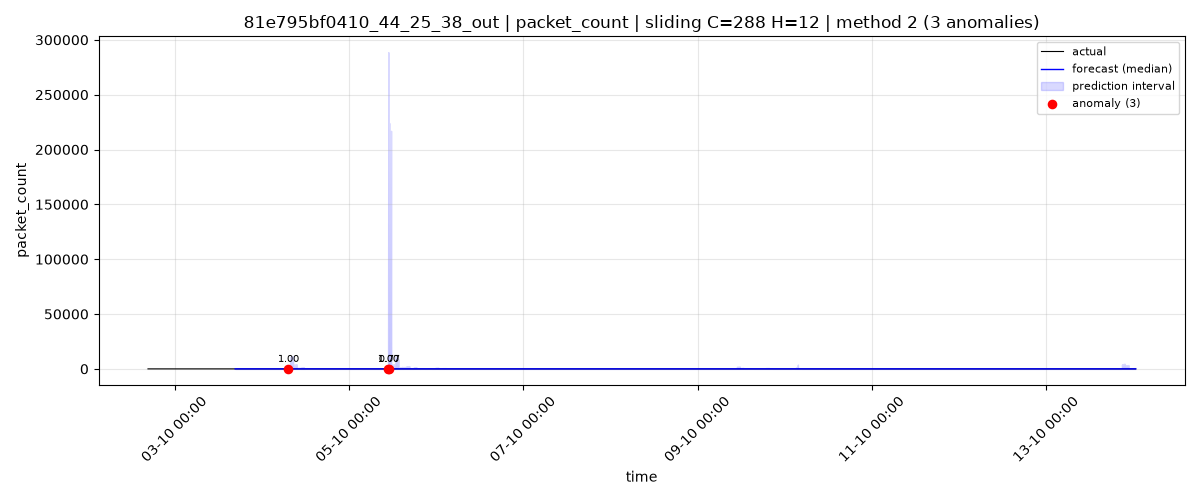 81e795bf0410_44_25_38_out | packet_count | sliding C=288 H=12 | method 2 (3 anomalies)
actual
forecast (median)
prediction interval
anomaly (3)
packet_count
300000
250000
200000
150000
100000
50000
0
1.00
03-10 00:00
05-10 00:00
07-10 00:00
09-10 00:00
11-10 00:00
13-10 00:00
time